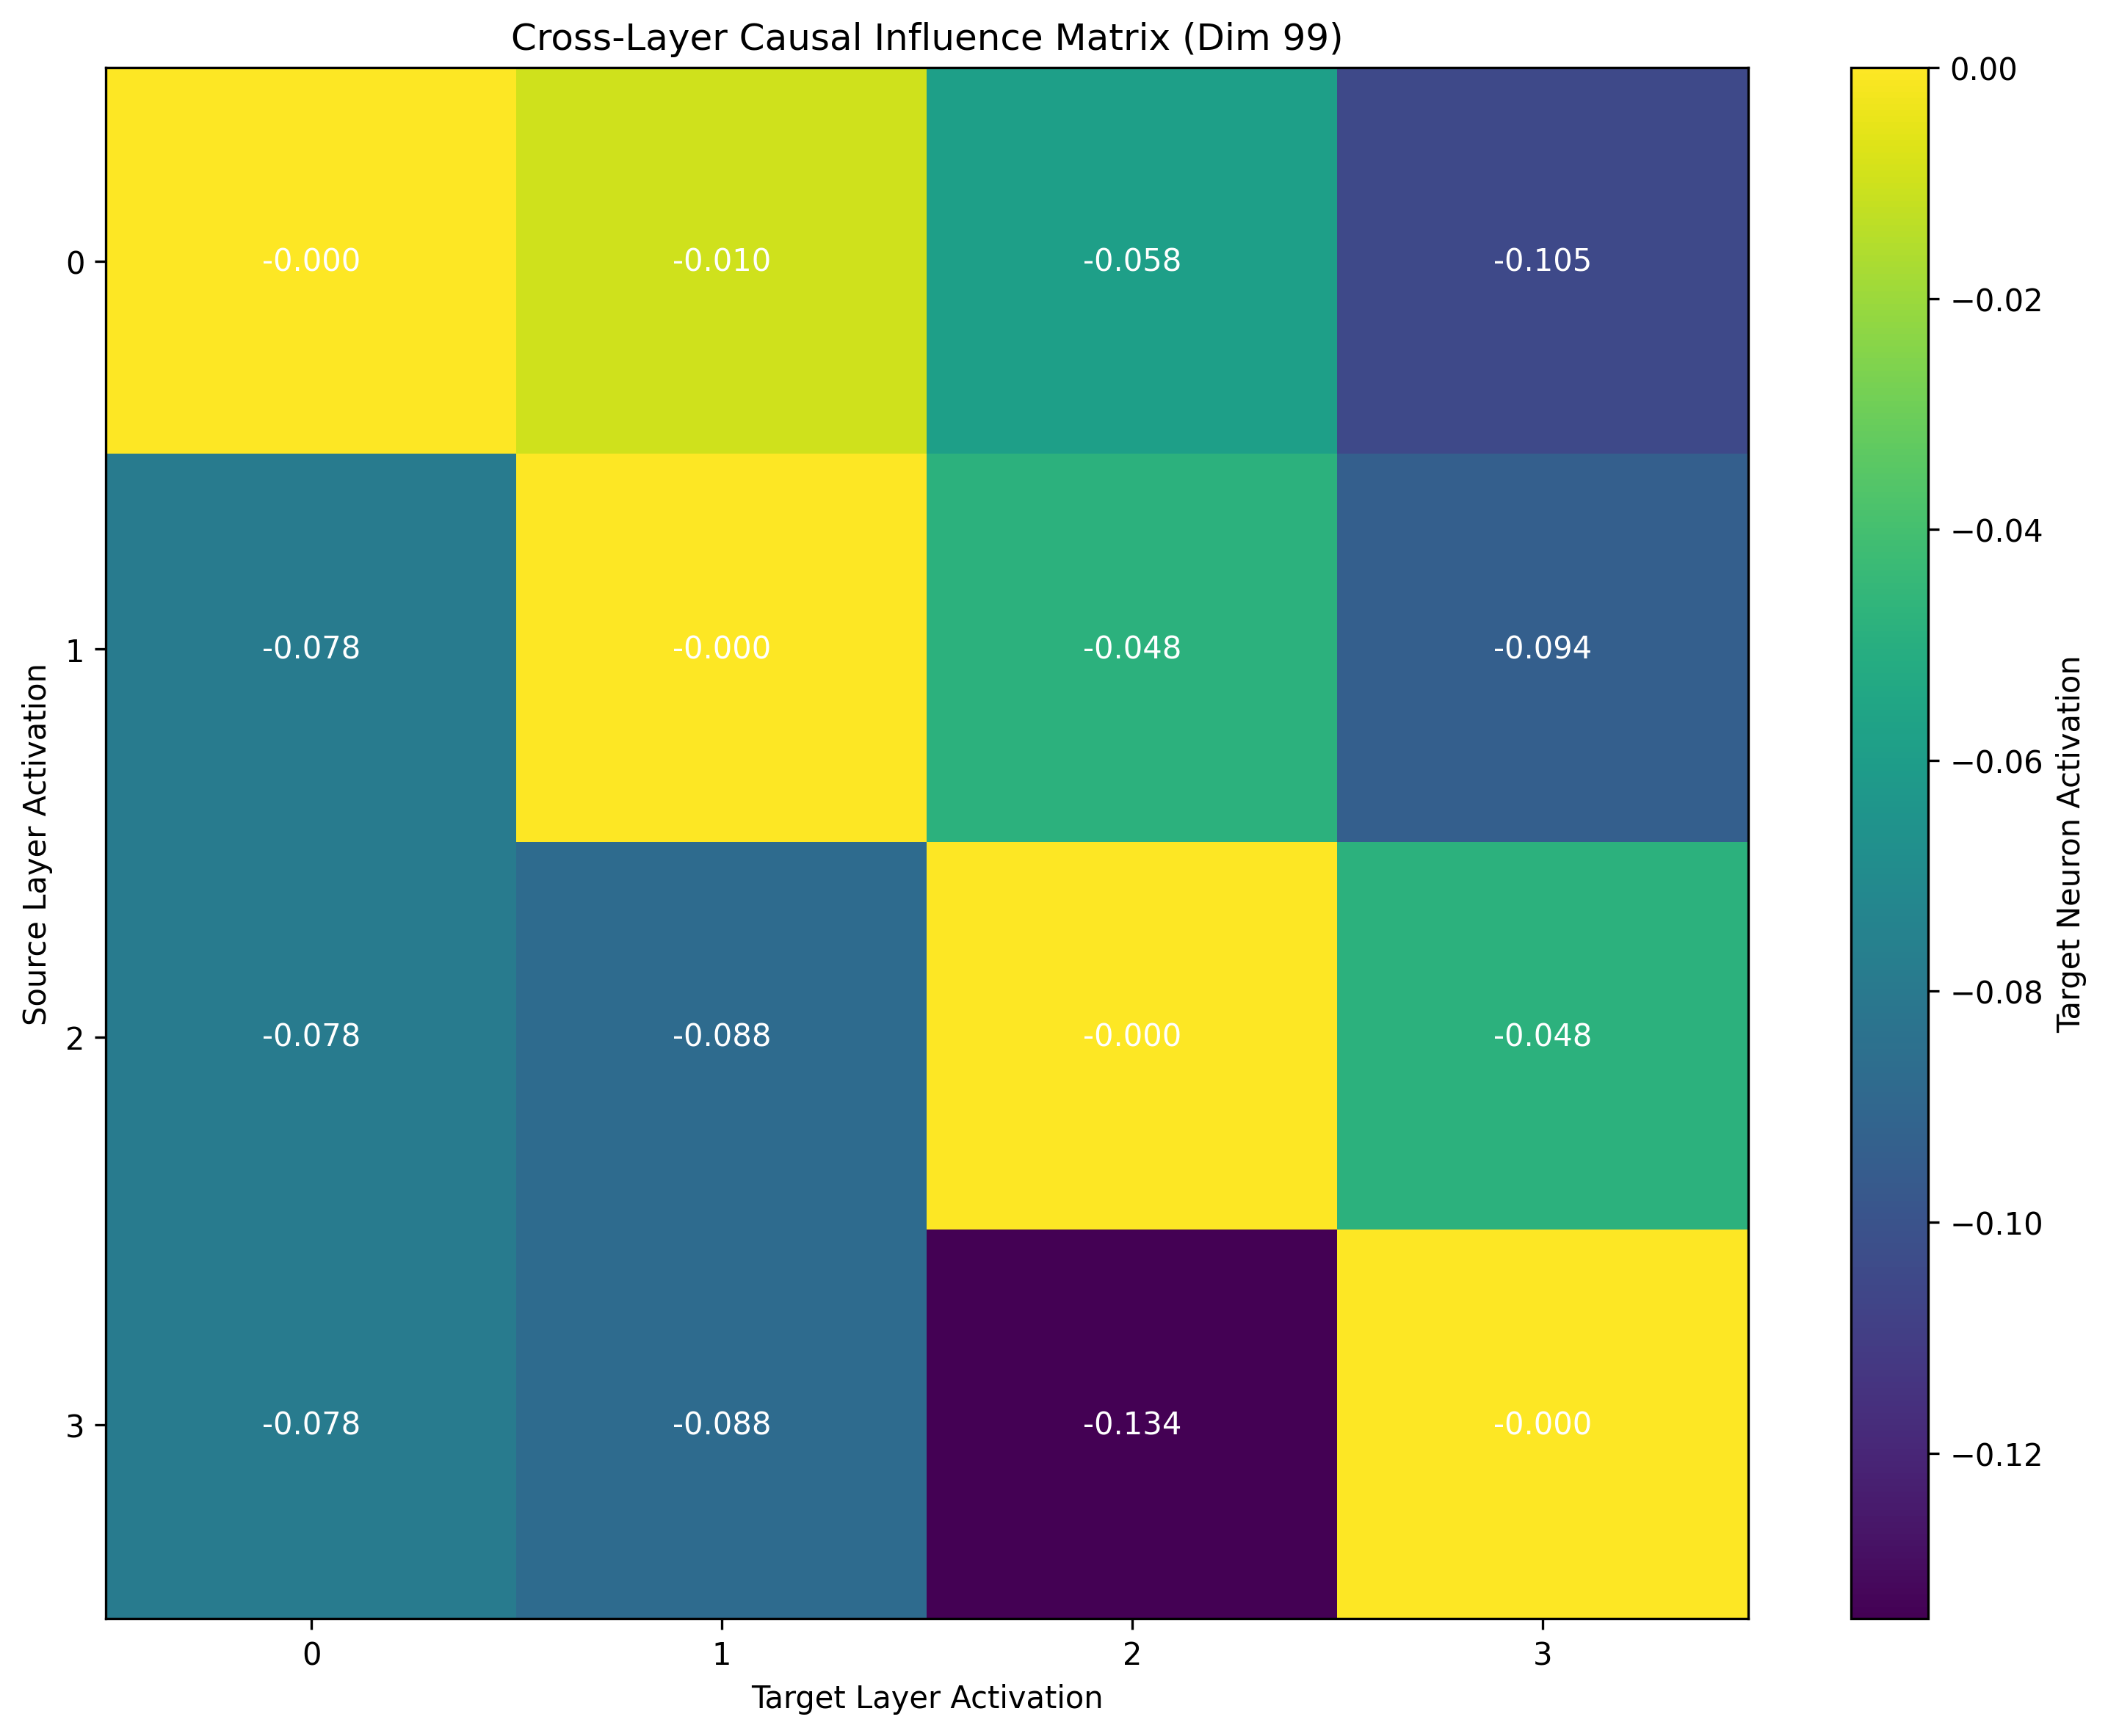 Cross-Layer Causal Influence Matrix (Dim 99)
0.00
-0.000 -0.010 -0.058 -0.105
0
−0.02
−0.04
-0.078 -0.000 -0.048 -0.094
1
−0.06
Source Layer Activation
Target Neuron Activation
−0.08
-0.078 -0.088 -0.000 -0.048
2
−0.10
-0.078 -0.088 -0.134 -0.000
3
−0.12
0 1 2 3
Target Layer Activation